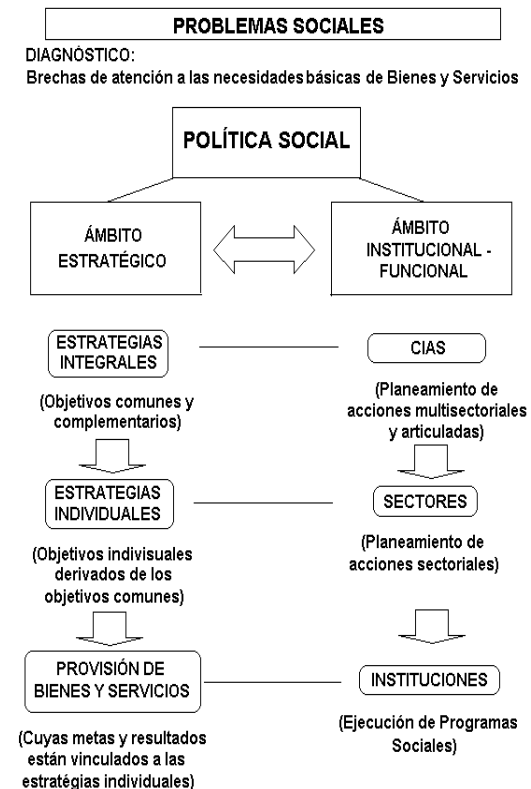 PROBLEMAS SOCIALES
DIAGNÓSTICO:
Brechas de atención a las necesidades básicas de Bienes y Servicios
POLÍTICA SOCIAL
ÁMBITO
ESTRATÉGICO
ÁMBITO
INSTITUCIONAL -
FUNCIONAL
ESTRATEGIAS
INTEGRALES
CIAS
(Objetivos comunes y
complementarios)
(Planeamiento de
acciones multisectoriales
y articuladas)
ESTRATEGIAS
INDIVIDUALES
SECTORES
(Objetivos indivisuales
derivados de los
objetivos comunes)
(Planeamiento de
acciones sectoriales)
PROVISIÓN DE
BIENES Y SERVICIOS
INSTITUCIONES
(Cuyas metas y resultados
están vinculados a las
estratégias individuales)
(Ejecución de Programas
Sociales)